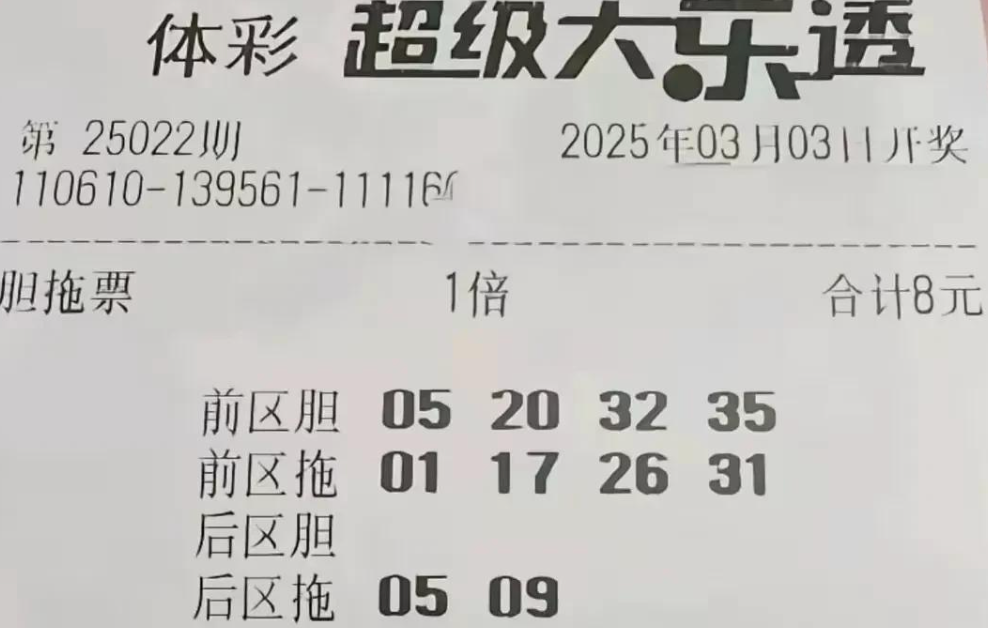 体彩 超级大乐透
第 25022期 2025年03月03日开奖
110610-139561-11116
胆拖票 1倍 合计8元
前区胆 05 20 32 35
前区拖 01 17 26 31
后区胆
后区拖 05 09